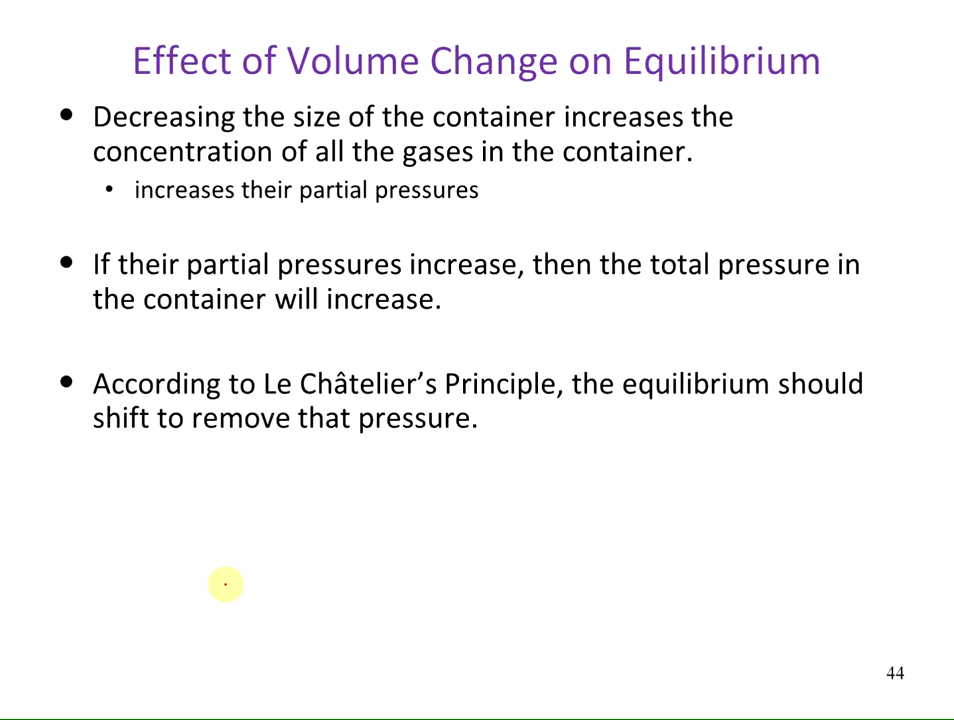 Effect of Volume Change on Equilibrium
• Decreasing the size of the container increases the
concentration of all the gases in the container.
• increases their partial pressures
• If their partial pressures increase, then the total pressure in
the container will increase.
• According to Le Châtelier’s Principle, the equilibrium should
shift to remove that pressure.
44